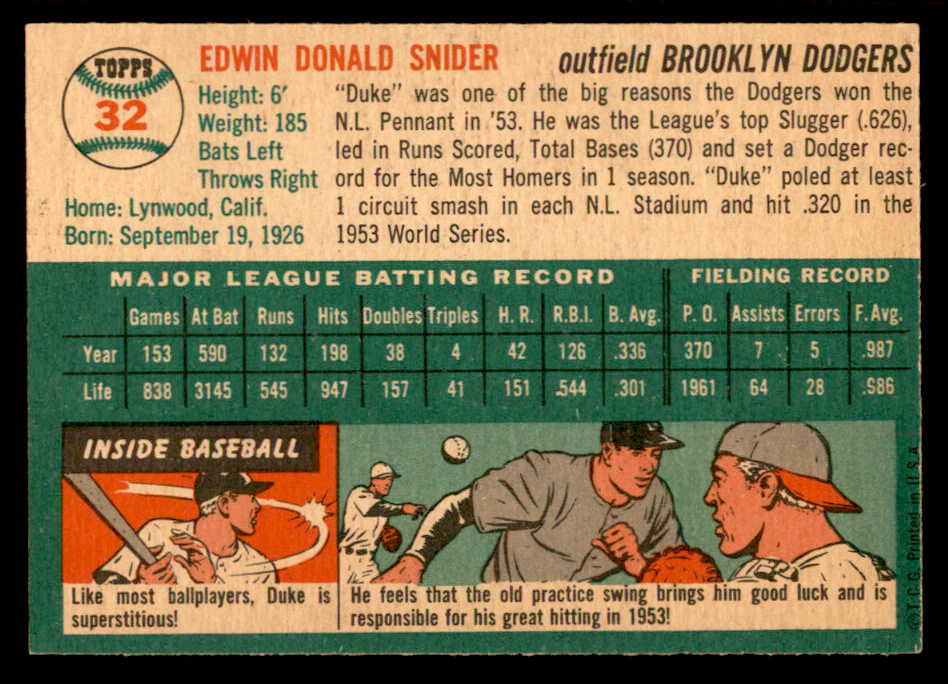 TOPPS
32
EDWIN DONALD SNIDER
outfield BROOKLYN DODGERS
Height: 6'
Weight: 185
Bats Left
Throws Right
Home: Lynwood, Calif.
Born: September 19, 1926
"Duke" was one of the big reasons the Dodgers won the
N.L. Pennant in '53. He was the League's top Slugger (.626),
led in Runs Scored, Total Bases (370) and set a Dodger rec-
ord for the Most Homers in 1 season. "Duke" poled at least
1 circuit smash in each N.L. Stadium and hit .320 in the
1953 World Series.
MAJOR LEAGUE BATTING RECORD FIELDING RECORD
Games At Bat Runs Hits Doubles Triples H. R. R.B.I. B. Avg. P. O. Assists Errors F. Avg.
Year 153 590 132 198 38 4 42 126 .336 370 7 5 .987
Life 838 3145 545 947 157 41 151 544 .301 1961 64 28 .986
INSIDE BASEBALL
Like most ballplayers, Duke is
superstitious!
He feels that the old practice swing brings him good luck and is
responsible for his great hitting in 1953!
©T. C. G. Printed in U.S.A.